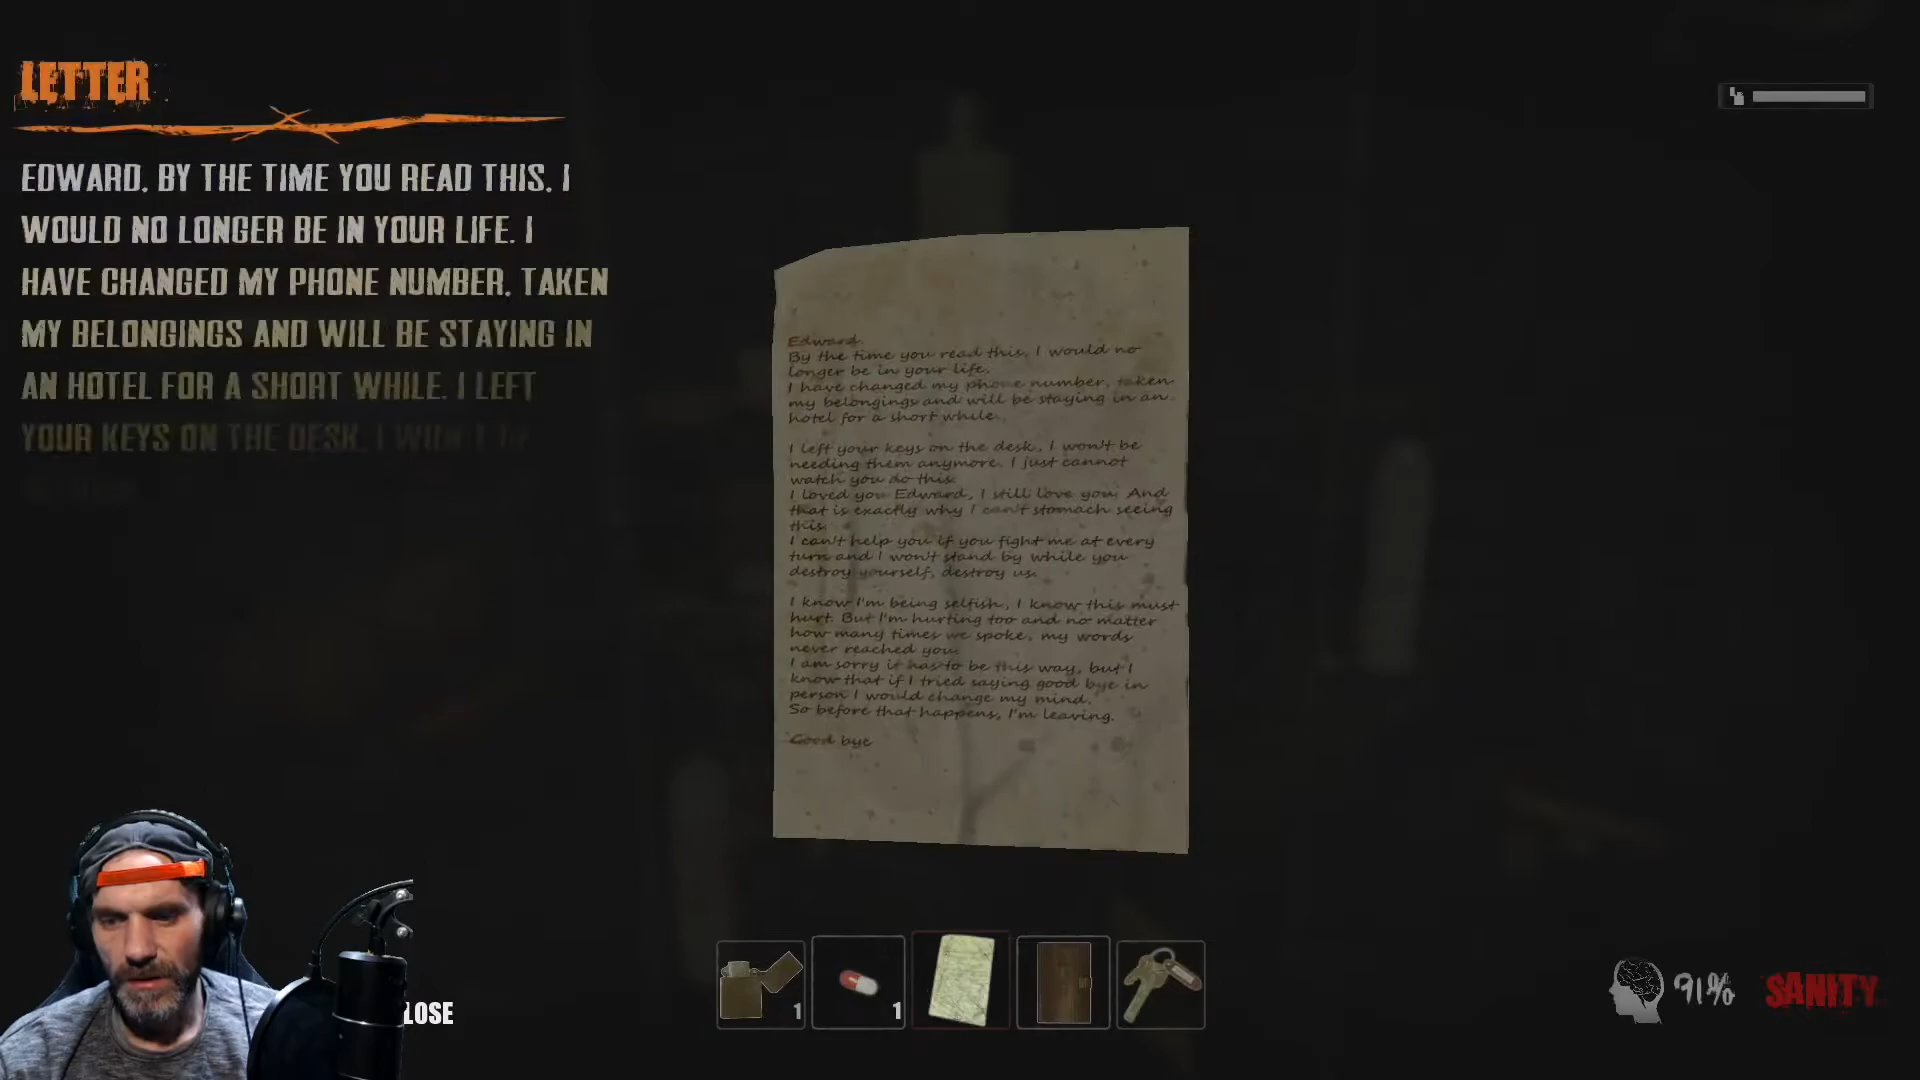 LETTER
EDWARD. BY THE TIME YOU READ THIS. I
WOULD NO LONGER BE IN YOUR LIFE. I
HAVE CHANGED MY PHONE NUMBER. TAKEN
MY BELONGINGS AND WILL BE STAYING IN
AN HOTEL FOR A SHORT WHILE. I LEFT
YOUR KEYS ON THE DESK. I WON'T BE
Edward.
By the time you read this, I would no
longer be in your life.
I have changed my phone number, taken
my belongings and will be staying in an
hotel for a short while.
I left your keys on the desk, I won't be
needing them anymore. I just cannot
watch you do this.
I loved you Edward, I still love you. And
that is exactly why I can't stomach seeing
this.
I can't help you if you fight me at every
turn and I won't stand by while you
destroy yourself, destroy us.
I know I'm being selfish, I know this must
hurt. But I'm hurting too and no matter
how many times we spoke, my words
never reached you.
I am sorry it has to be this way, but I
know that if I tried saying good bye in
person I would change my mind.
So before that happens, I'm leaving.
Good bye
LOSE
1
1
91% SANITY